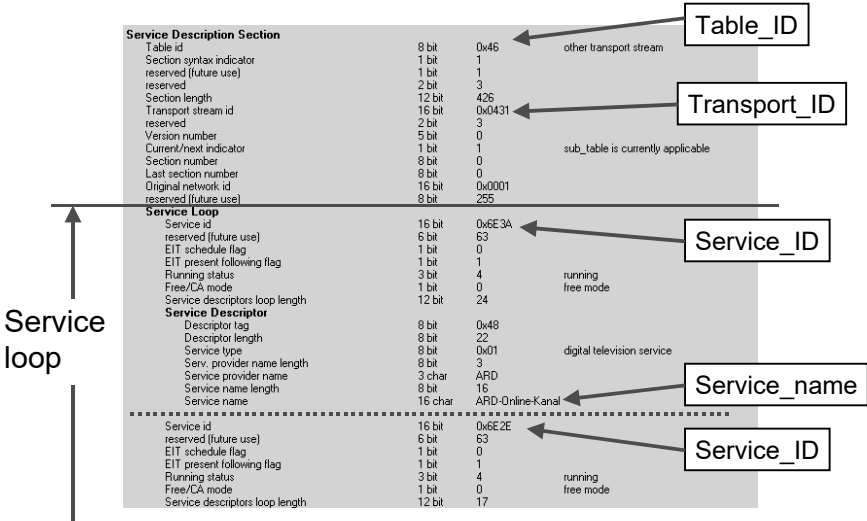 Service Description Section
Table id 8 bit 0x46 other transport stream
Table_ID
Section syntax indicator 1 bit 1
reserved (future use) 1 bit 1
reserved 2 bit 3
Section length 12 bit 426
Transport stream id 16 bit 0x0431
Transport_ID
reserved 2 bit 3
Version number 5 bit 0
Current/next indicator 1 bit 1 sub_table is currently applicable
Section number 8 bit 0
Last section number 8 bit 0
Original network id 16 bit 0x0001
reserved (future use) 8 bit 255
Service Loop
Service id 16 bit 0x6E3A
Service_ID
reserved (future use) 6 bit 63
EIT schedule flag 1 bit 0
EIT present following flag 1 bit 1
Running status 3 bit 4 running
Free/CA mode 1 bit 0 free mode
Service descriptors loop length 12 bit 24
Service
loop
Service Descriptor
Descriptor tag 8 bit 0x48
Descriptor length 8 bit 22
Service type 8 bit 0x01 digital television service
Serv. provider name length 8 bit 3
Service provider name 3 char ARD
Service name length 8 bit 16
Service name 16 char ARD-Online-Kanal
Service_name
Service id 16 bit 0x6E2E
Service_ID
reserved (future use) 6 bit 63
EIT schedule flag 1 bit 0
EIT present following flag 1 bit 1
Running status 3 bit 4 running
Free/CA mode 1 bit 0 free mode
Service descriptors loop length 12 bit 17